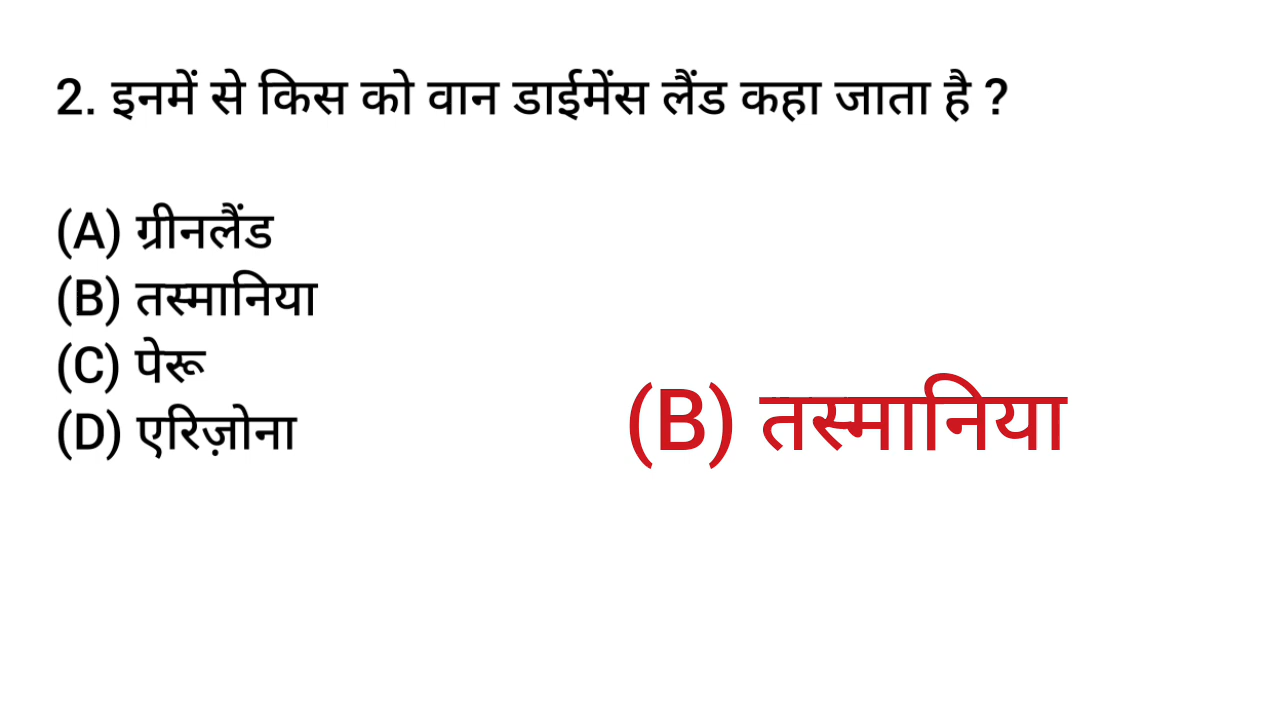 2. इनमें से किस को वान डाईमेंस लैंड कहा जाता है ?
(A) ग्रीनलैंड
(B) तस्मानिया
(C) पेरू
(D) एरिज़ोना
(B) तस्मानिया